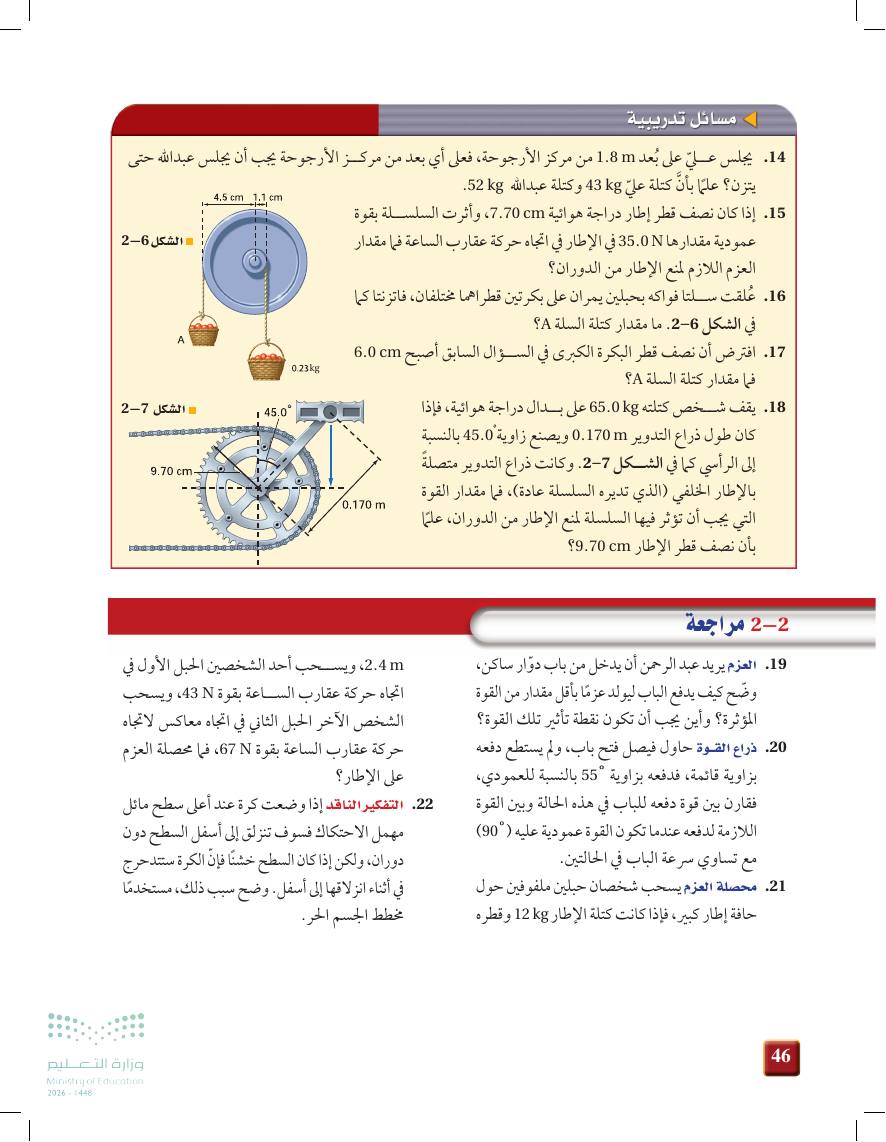 مسائل تدريبية
14. يجلس عليّ على بُعد 1.8 m من مركز الأرجوحة، فعلى أي بعد من مركز الأرجوحة يجب أن يجلس عبدالله حتى
يتزن؟ علمًا بأنَّ كتلة عليّ 43 kg وكتلة عبدالله 52 kg.
15. إذا كان نصف قطر إطار دراجة هوائية 7.70 cm، وأثرت السلسلة بقوة
عمودية مقدارها 35.0 N في الإطار في اتجاه حركة عقارب الساعة فما مقدار
العزم اللازم لمنع الإطار من الدوران؟
16. عُلقت سلتا فواكه بحبلين يمران على بكرتين قطراهما مختلفان، فاتزنتا كما
في الشكل 6-2. ما مقدار كتلة السلة A؟
17. افترض أن نصف قطر البكرة الكبرى في السؤال السابق أصبح 6.0 cm
فما مقدار كتلة السلة A؟
4.5 cm 1.1 cm
الشكل 6-2
A
0.23 kg
18. يقف شخص كتلته 65.0 kg على بدال دراجة هوائية، فإذا
كان طول ذراع التدوير 0.170 m ويصنع زاوية 45.0° بالنسبة
إلى الرأسي كما في الشكل 7-2. وكانت ذراع التدوير متصلةً
بالإطار الخلفي (الذي تديره السلسلة عادة)، فما مقدار القوة
التي يجب أن تؤثر فيها السلسلة لمنع الإطار من الدوران، علمًا
بأن نصف قطر الإطار 9.70 cm؟
الشكل 7-2
45.0°
9.70 cm
0.170 m
2-2 مراجعة
19. العزم يريد عبد الرحمن أن يدخل من باب دوّار ساكن،
وضّح كيف يدفع الباب ليولد عزمًا بأقل مقدار من القوة
المؤثرة؟ وأين يجب أن تكون نقطة تأثير تلك القوة؟
20. ذراع القوة حاول فيصل فتح باب، ولم يستطع دفعه
بزاوية قائمة، فدفعه بزاوية 55° بالنسبة للعمودي،
فقارن بين قوة دفعه للباب في هذه الحالة وبين القوة
اللازمة لدفعه عندما تكون القوة عمودية عليه (90°)
مع تساوي سرعة الباب في الحالتين.
21. محصلة العزم يسحب شخصان حبلين ملفوفين حول
حافة إطار كبير، فإذا كانت كتلة الإطار 12 kg وقطره
2.4 m، ويسحب أحد الشخصين الحبل الأول في
اتجاه حركة عقارب الساعة بقوة 43 N، ويسحب
الشخص الآخر الحبل الثاني في اتجاه معاكس لاتجاه
حركة عقارب الساعة بقوة 67 N، فما محصلة العزم
على الإطار؟
22. التفكير الناقد إذا وضعت كرة عند أعلى سطح مائل
مهمل الاحتكاك فسوف تنزلق إلى أسفل السطح دون
دوران، ولكن إذا كان السطح خشنًا فإنّ الكرة ستتدحرج
في أثناء انزلاقها إلى أسفل. وضح سبب ذلك، مستخدمًا
مخطط الجسم الحر.
وزارة التعليم
Ministry of Education
2026 - 1448
46